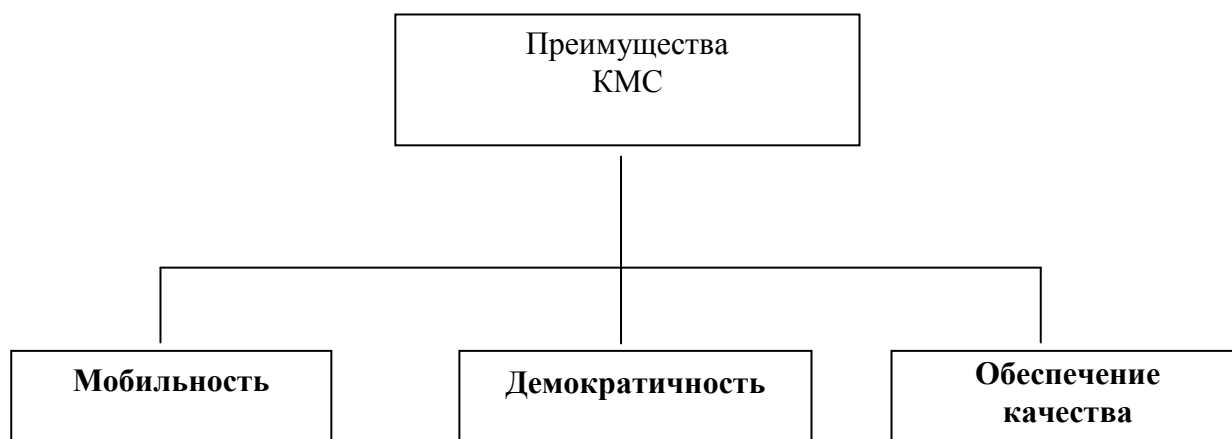 Преимущества
КМС
Мобильность
Демократичность
Обеспечение
качества